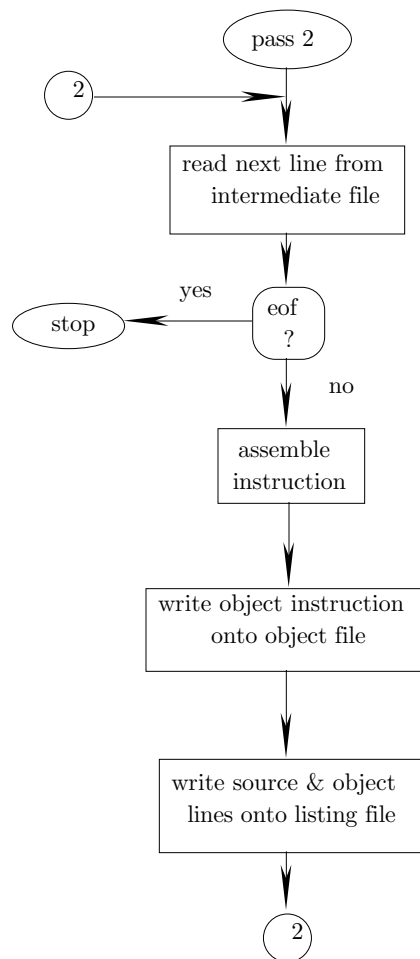 pass 2
2
read next line from
intermediate file
yes
eof
?
stop
no
assemble
instruction
write object instruction
onto object file
write source & object
lines onto listing file
2